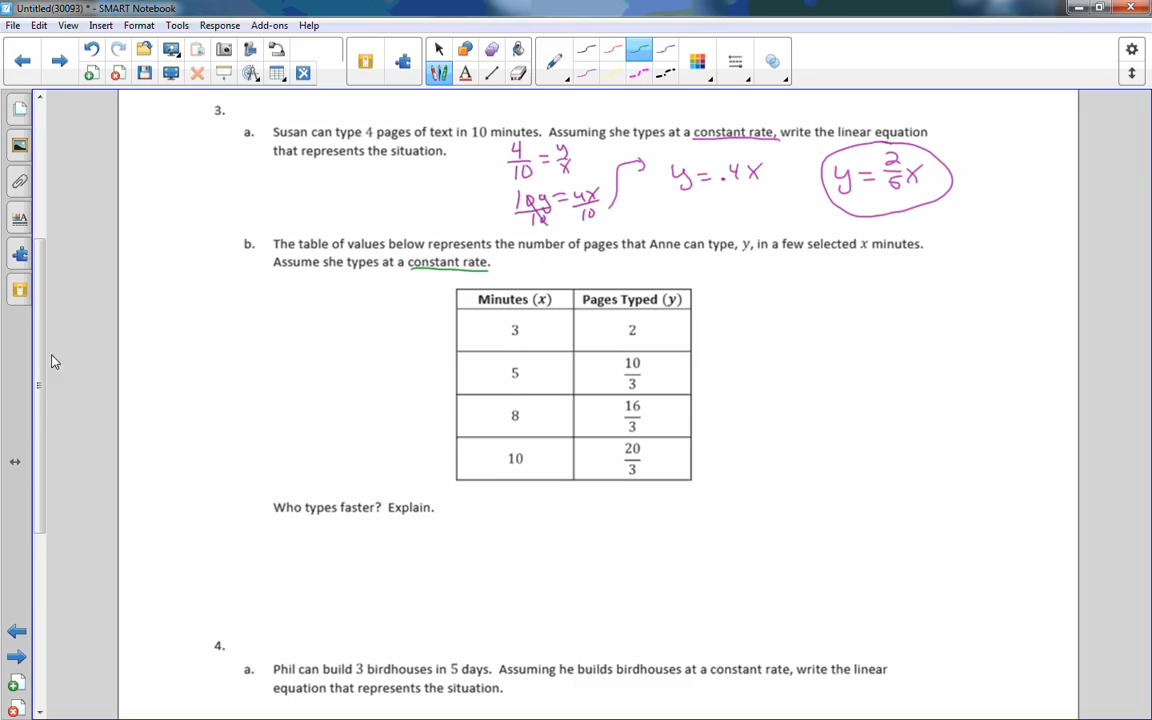 Untitled(30093) * - SMART Notebook
File Edit View Insert Format Tools Response Add-ons Help
3.
a. Susan can type 4 pages of text in 10 minutes. Assuming she types at a constant rate, write the linear equation
that represents the situation.
4/10 = y/x
10y/10 = 4x/10
y = .4x
y = 2/5x
b. The table of values below represents the number of pages that Anne can type, y, in a few selected x minutes.
Assume she types at a constant rate.
Minutes (x) Pages Typed (y)
3 2
5 10/3
8 16/3
10 20/3
Who types faster? Explain.
4.
a. Phil can build 3 birdhouses in 5 days. Assuming he builds birdhouses at a constant rate, write the linear
equation that represents the situation.